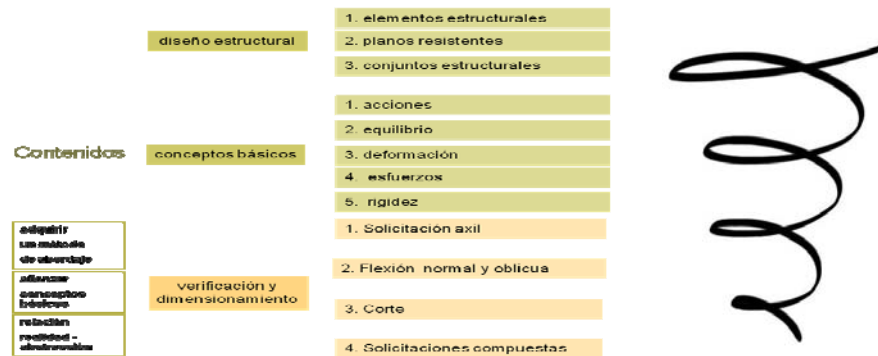 diseño estructural
1. elementos estructurales
2. planos resistentes
3. conjuntos estructurales
Contenidos
conceptos básicos
1. acciones
2. equilibrio
3. deformación
4. esfuerzos
5. rigidez
adquirir
un método
de abordaje
afianzar
conceptos
básicos
relación
realidad -
abstracción
verificación y
dimensionamiento
1. Solicitación axil
2. Flexión normal y oblicua
3. Corte
4. Solicitaciones compuestas